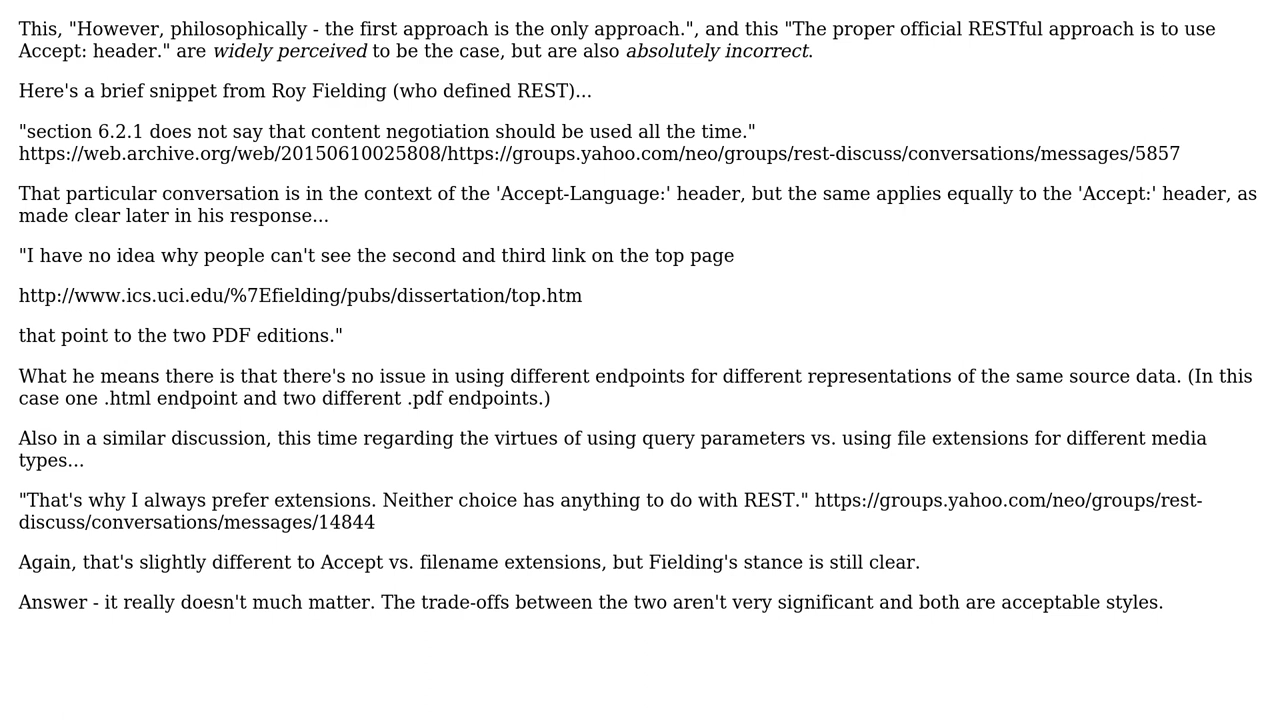 This, "However, philosophically - the first approach is the only approach.", and this "The proper official RESTful approach is to use
Accept: header." are widely perceived to be the case, but are also absolutely incorrect.
Here's a brief snippet from Roy Fielding (who defined REST)...
"section 6.2.1 does not say that content negotiation should be used all the time."
https://web.archive.org/web/20150610025808/https://groups.yahoo.com/neo/groups/rest-discuss/conversations/messages/5857
That particular conversation is in the context of the 'Accept-Language:' header, but the same applies equally to the 'Accept:' header, as
made clear later in his response...
"I have no idea why people can't see the second and third link on the top page
http://www.ics.uci.edu/%7Efielding/pubs/dissertation/top.htm
that point to the two PDF editions."
What he means there is that there's no issue in using different endpoints for different representations of the same source data. (In this
case one .html endpoint and two different .pdf endpoints.)
Also in a similar discussion, this time regarding the virtues of using query parameters vs. using file extensions for different media
types...
"That's why I always prefer extensions. Neither choice has anything to do with REST." https://groups.yahoo.com/neo/groups/rest-
discuss/conversations/messages/14844
Again, that's slightly different to Accept vs. filename extensions, but Fielding's stance is still clear.
Answer - it really doesn't much matter. The trade-offs between the two aren't very significant and both are acceptable styles.